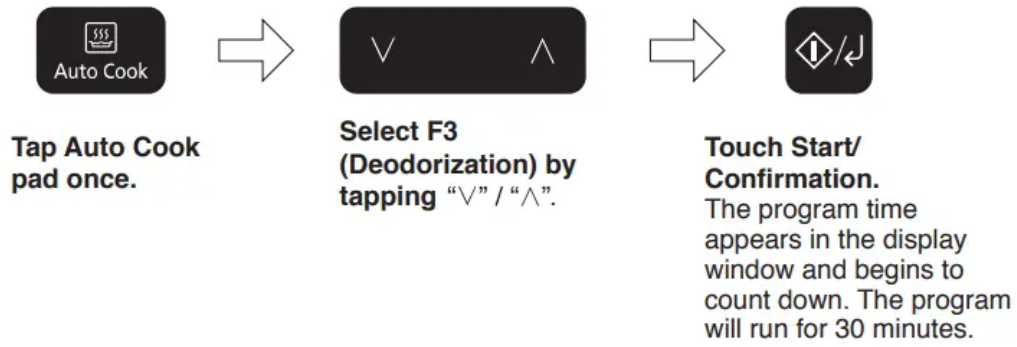 Auto Cook
Tap Auto Cook
pad once.
∨ ∧
Select F3
(Deodorization) by
tapping “∨” / “∧”.
/
Touch Start/
Confirmation.
The program time
appears in the display
window and begins to
count down. The program
will run for 30 minutes.